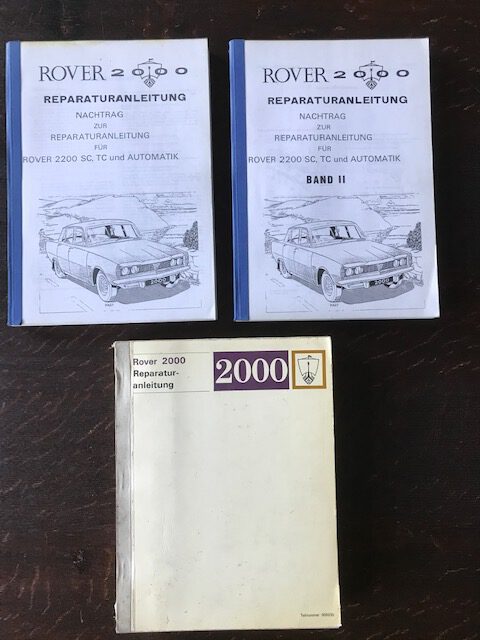 ROVER 2000
REPARATURANLEITUNG
NACHTRAG
ZUR
REPARATURANLEITUNG
FÜR
ROVER 2200 SC, TC und AUTOMATIK
ROVER 2000
REPARATURANLEITUNG
NACHTRAG
ZUR
REPARATURANLEITUNG
FÜR
ROVER 2200 SC, TC und AUTOMATIK
BAND II
Rover 2000
Reparatur-
anleitung
2000